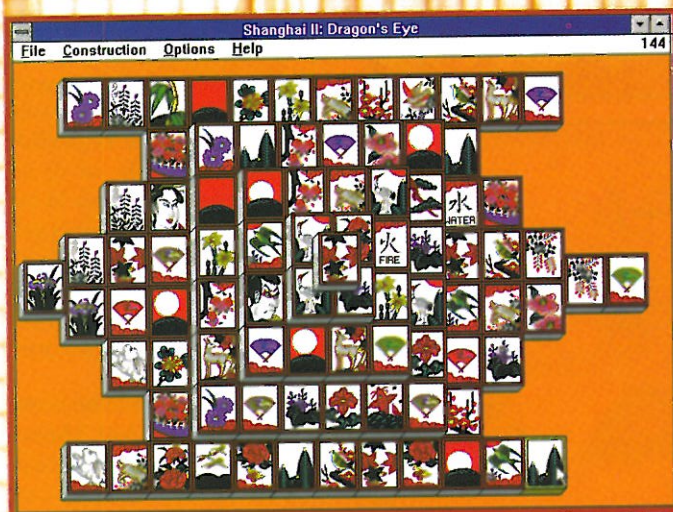 Shanghai II: Dragon's Eye
File Construction Options Help 144
水
WATER
火
FIRE